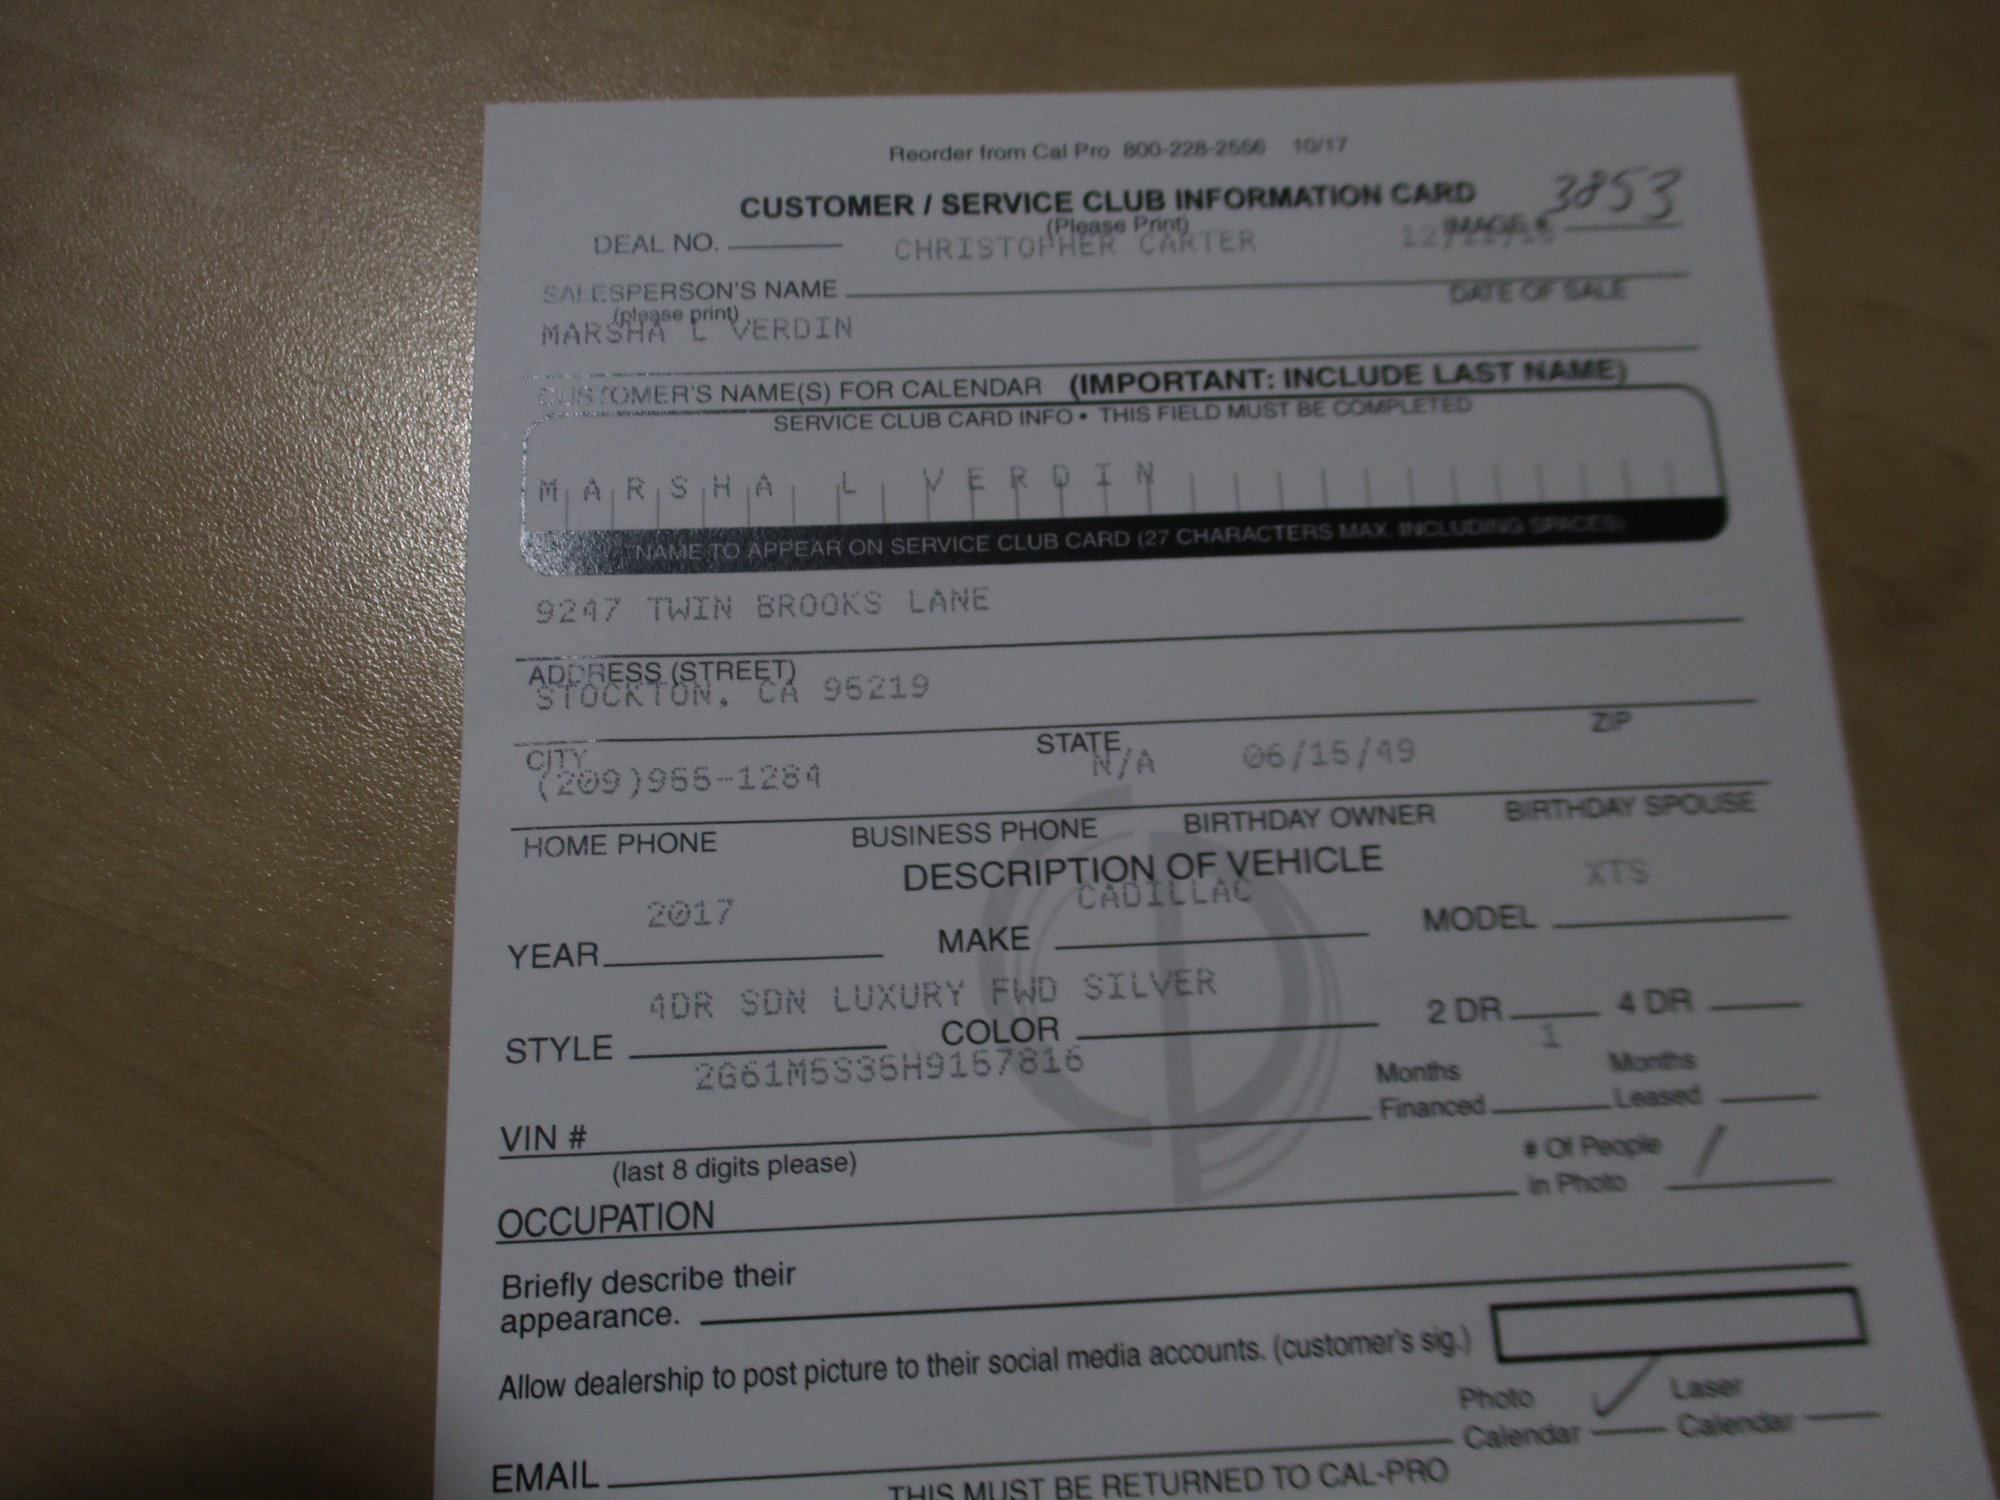 Reorder from Cal Pro 800-228-2556 10/17
CUSTOMER / SERVICE CLUB INFORMATION CARD 3853
(Please Print) IMAGE #
DEAL NO. CHRISTOPHER CARTER
SALESPERSON'S NAME DATE OF SALE
(please print)
MARSHA L VERDIN
CUSTOMER'S NAME(S) FOR CALENDAR (IMPORTANT: INCLUDE LAST NAME)
SERVICE CLUB CARD INFO • THIS FIELD MUST BE COMPLETED
MARSHA L VERDIN
NAME TO APPEAR ON SERVICE CLUB CARD (27 CHARACTERS MAX. INCLUDING SPACES)
9247 TWIN BROOKS LANE
ADDRESS (STREET)
STOCKTON, CA 95219
CITY STATE ZIP
(209)955-1284 N/A 06/15/49
HOME PHONE BUSINESS PHONE BIRTHDAY OWNER BIRTHDAY SPOUSE
DESCRIPTION OF VEHICLE
2017 CADILLAC XTS
YEAR MAKE MODEL
4DR SDN LUXURY FWD SILVER
STYLE COLOR 2 DR 4 DR
2G61M5S35H9157816 1
VIN # Months Financed Months Leased
(last 8 digits please)
OCCUPATION # Of People in Photo /
Briefly describe their
appearance.
Allow dealership to post picture to their social media accounts. (customer's sig.)
Photo Calendar ✓ Laser Calendar
EMAIL
THIS MUST BE RETURNED TO CAL-PRO